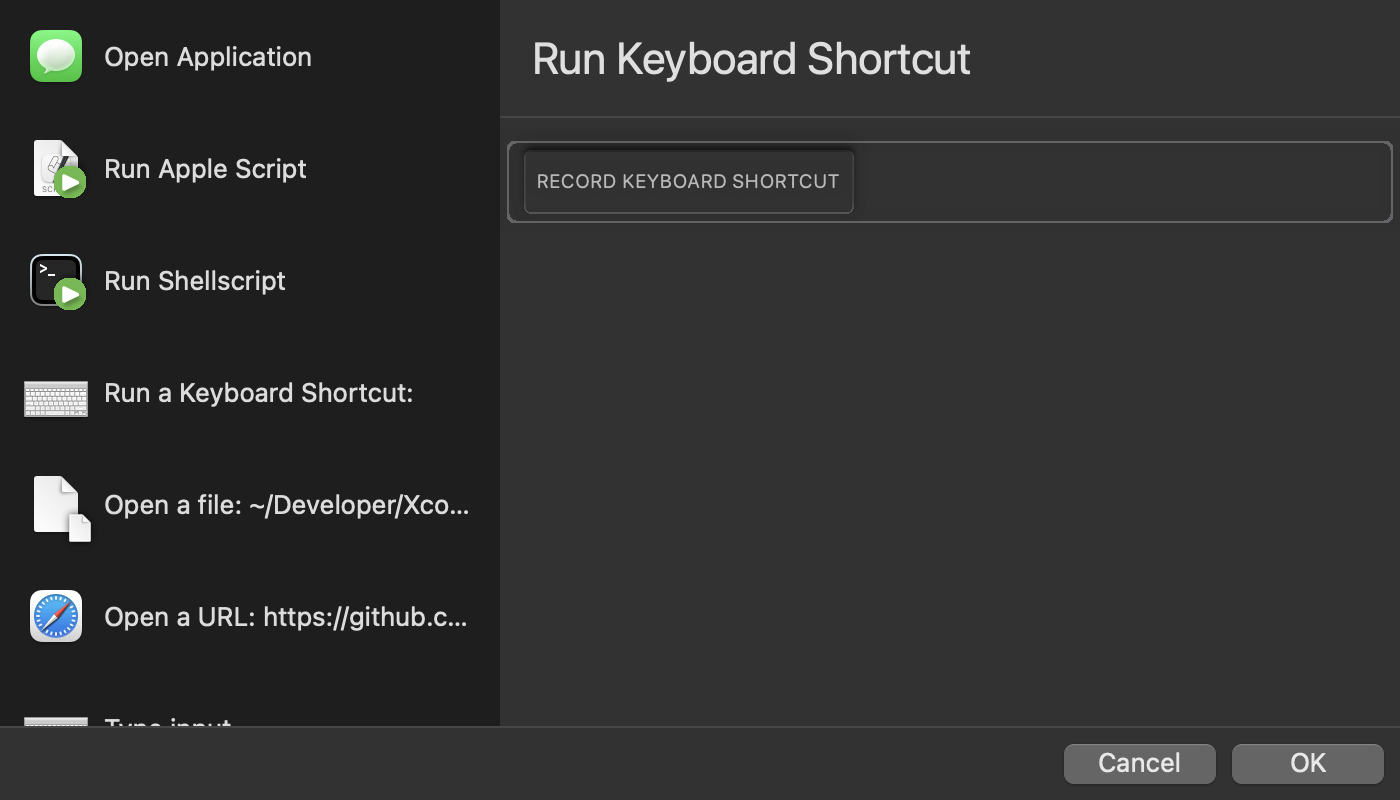 Open Application
Run Apple Script
Run Shellscript
Run a Keyboard Shortcut:
Open a file: ~/Developer/Xco...
Open a URL: https://github.c...
Type input
Run Keyboard Shortcut
RECORD KEYBOARD SHORTCUT
Cancel
OK